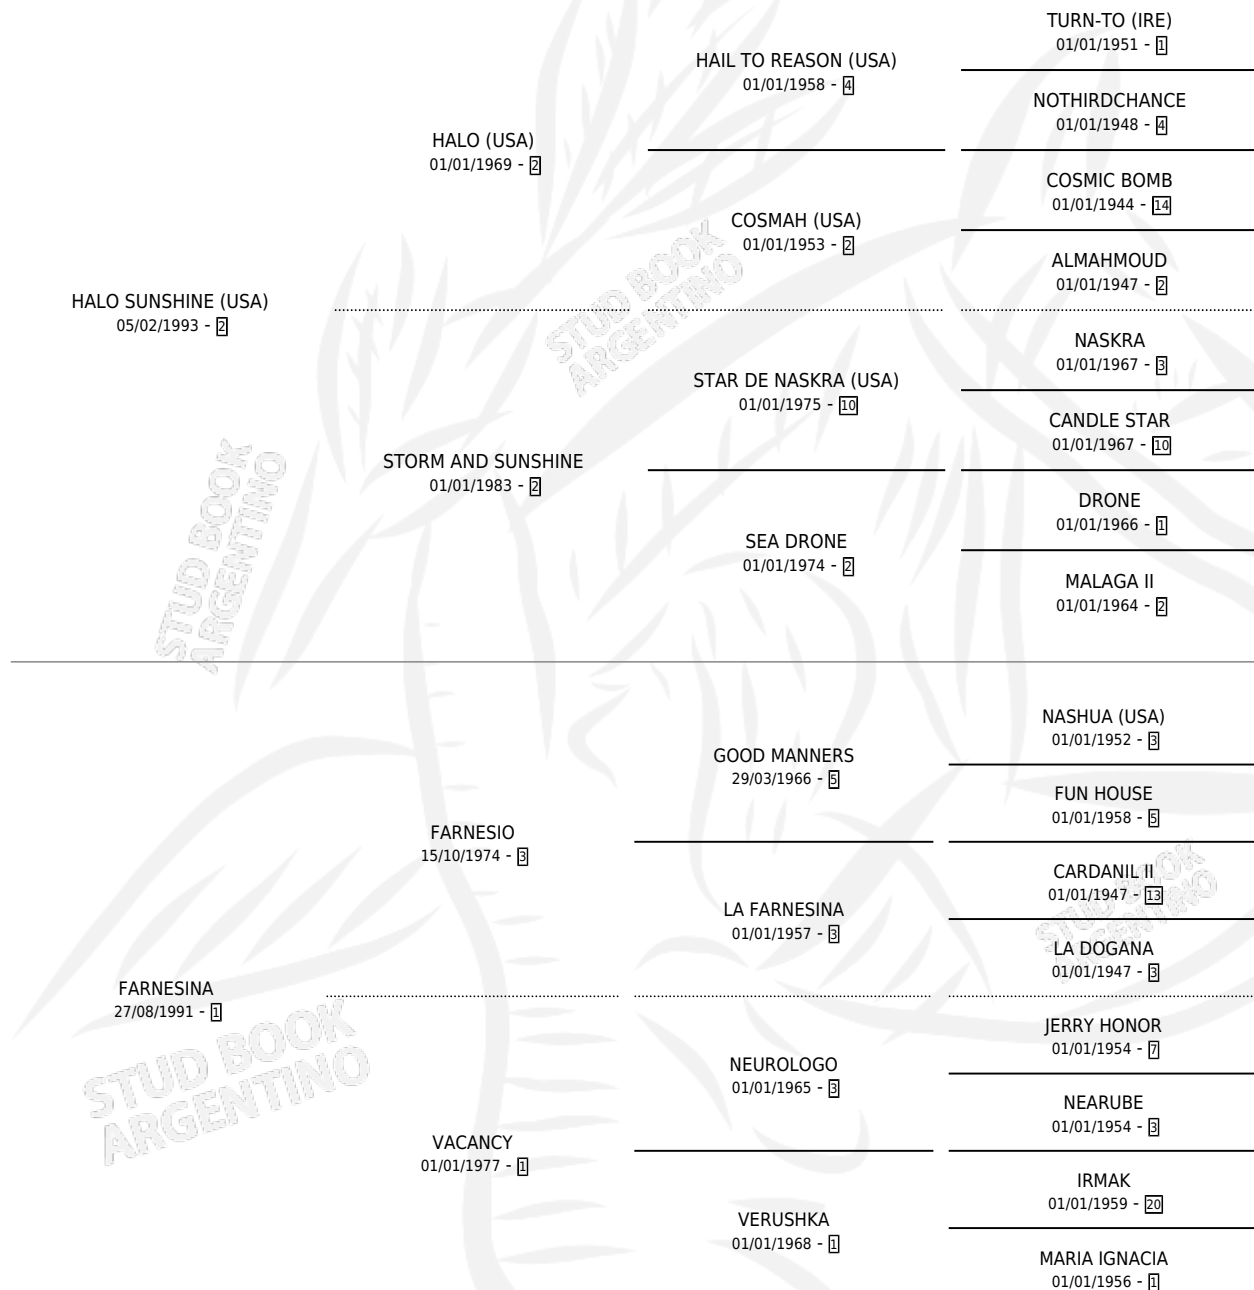 TURN-TO (IRE)
01/01/1951 - 1
HAIL TO REASON (USA)
01/01/1958 - 4
NOTHIRDCHANCE
01/01/1948 - 4
HALO (USA)
01/01/1969 - 2
COSMIC BOMB
01/01/1944 - 14
COSMAH (USA)
01/01/1953 - 2
ALMAHMOUD
01/01/1947 - 2
HALO SUNSHINE (USA)
05/02/1993 - 2
NASKRA
01/01/1967 - 3
STAR DE NASKRA (USA)
01/01/1975 - 10
CANDLE STAR
01/01/1967 - 10
STORM AND SUNSHINE
01/01/1983 - 2
DRONE
01/01/1966 - 1
SEA DRONE
01/01/1974 - 2
MALAGA II
01/01/1964 - 2
NASHUA (USA)
01/01/1952 - 3
GOOD MANNERS
29/03/1966 - 5
FUN HOUSE
01/01/1958 - 5
FARNESIO
15/10/1974 - 3
CARDANIL II
01/01/1947 - 13
LA FARNESINA
01/01/1957 - 3
LA DOGANA
01/01/1947 - 3
FARNESINA
27/08/1991 - 1
JERRY HONOR
01/01/1954 - 7
NEUROLOGO
01/01/1965 - 3
NEARUBE
01/01/1954 - 3
VACANCY
01/01/1977 - 1
IRMAK
01/01/1959 - 20
VERUSHKA
01/01/1968 - 1
MARIA IGNACIA
01/01/1956 - 1
STUD BOOK
ARGENTINO
STUD BOOK
ARGENTINO
STUD BOOK
ARGENTINO
STUD BOOK
ARGENTINO